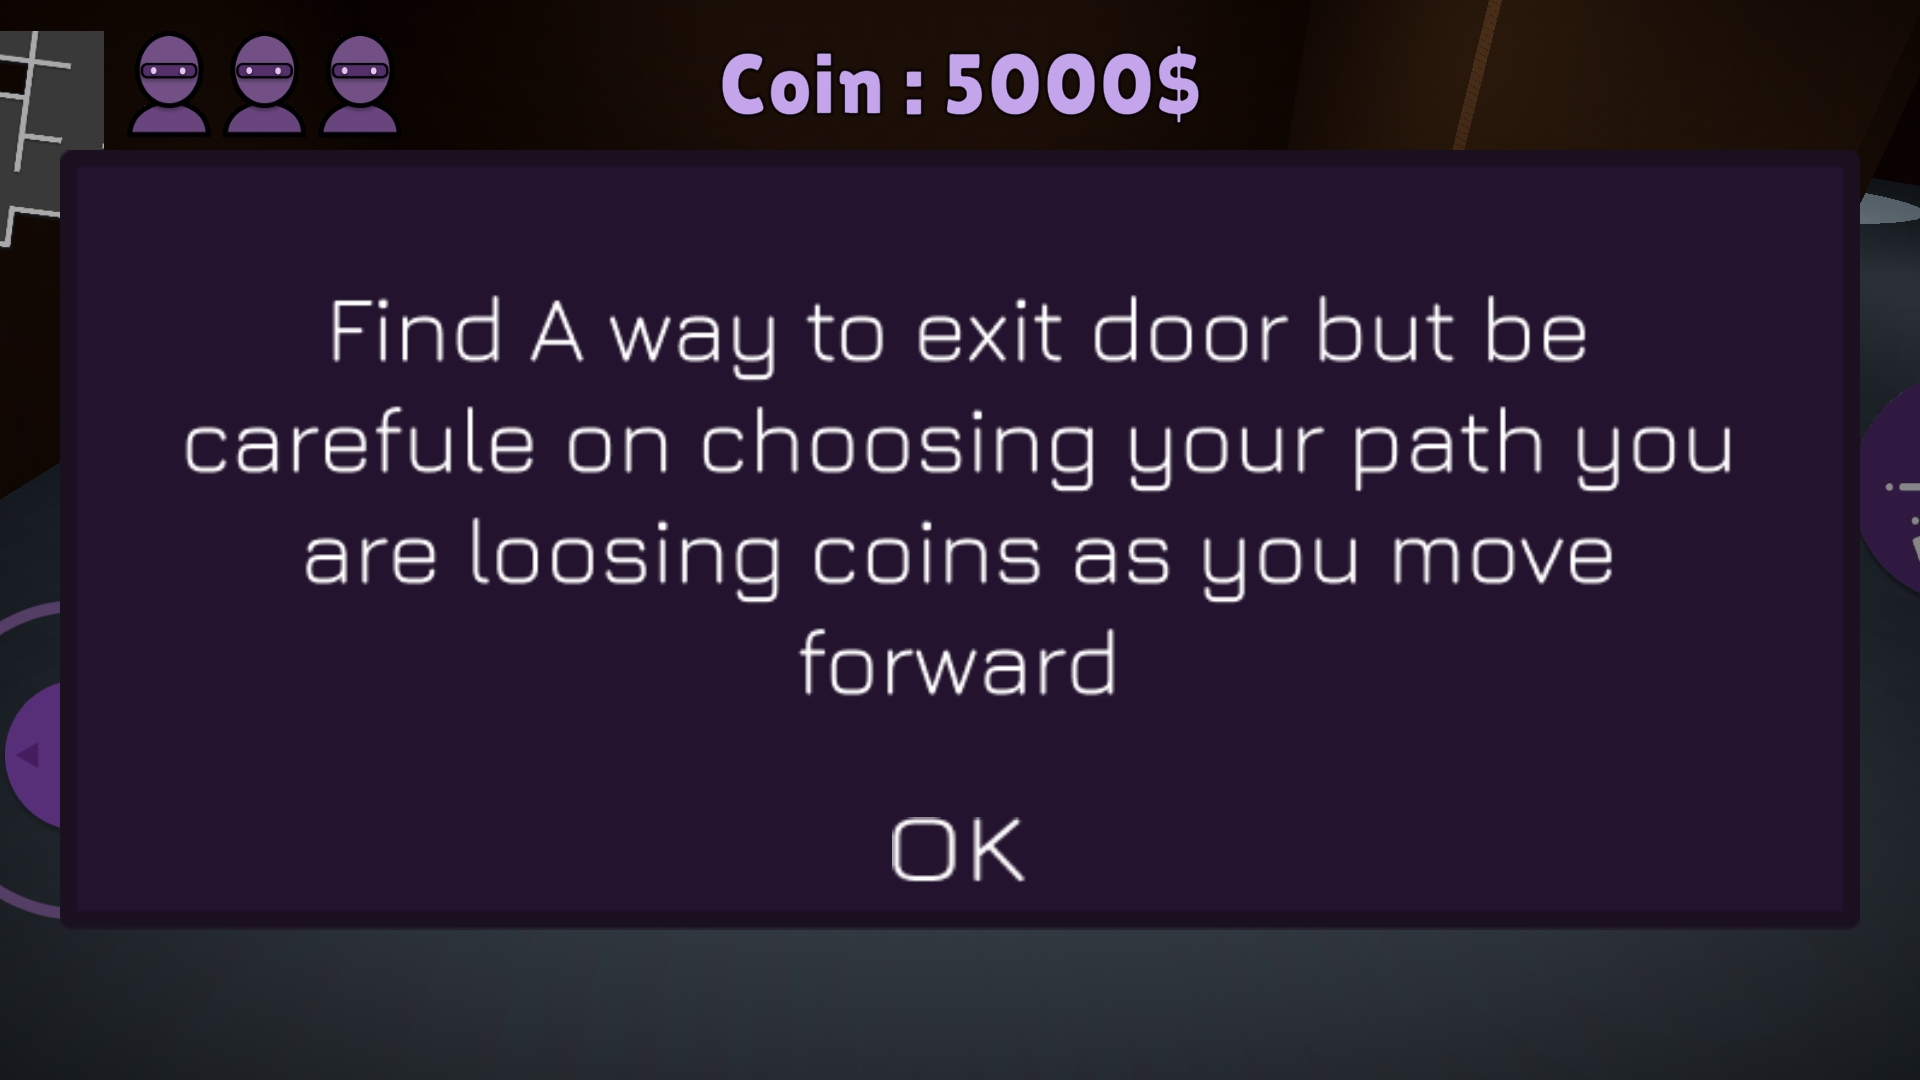 Coin : 5000$
Find A way to exit door but be
carefule on choosing your path you
are loosing coins as you move
forward
OK